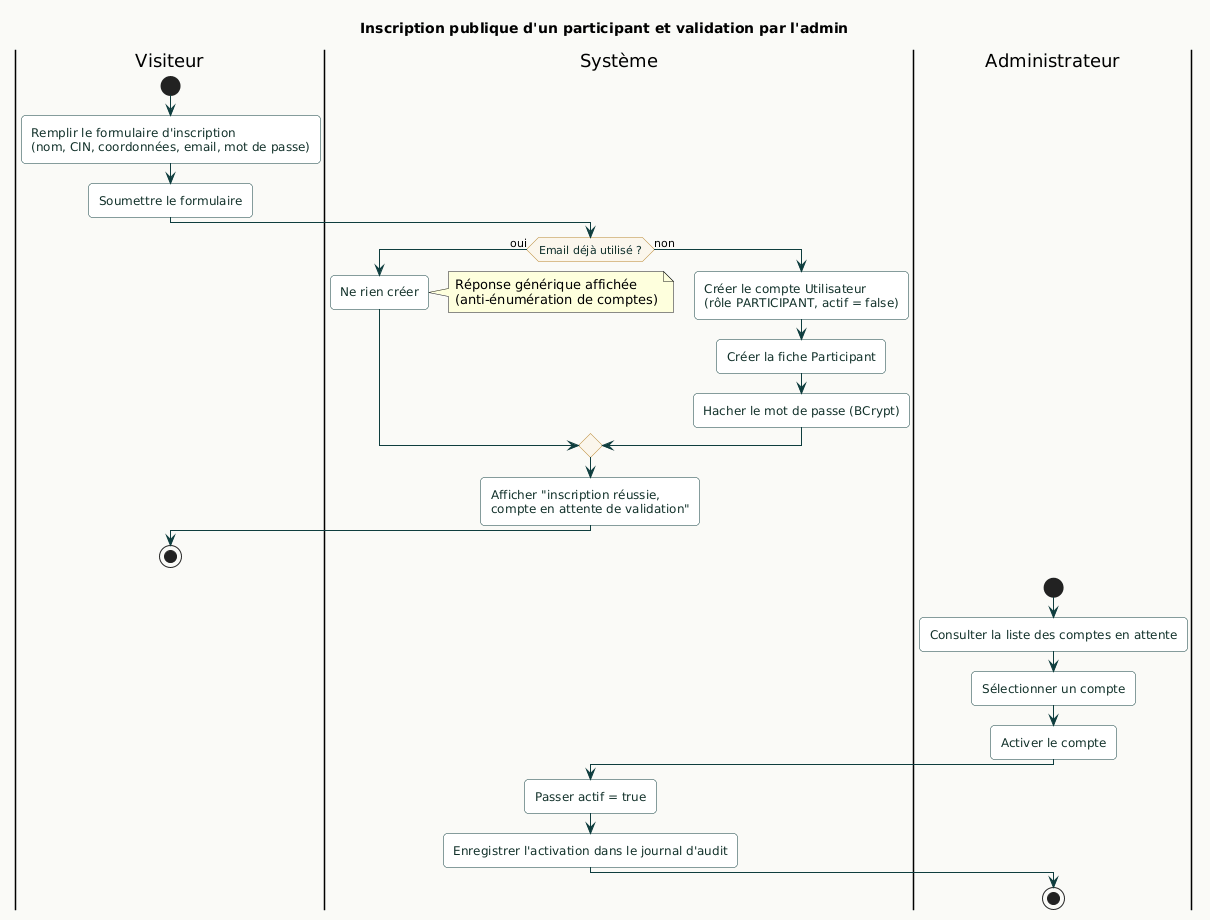 Inscription publique d'un participant et validation par l'admin
Visiteur
Système
Administrateur
Remplir le formulaire d'inscription
(nom, CIN, coordonnées, email, mot de passe)
Soumettre le formulaire
oui
Email déjà utilisé ?
non
Ne rien créer
Réponse générique affichée
(anti-énumération de comptes)
Créer le compte Utilisateur
(rôle PARTICIPANT, actif = false)
Créer la fiche Participant
Hacher le mot de passe (BCrypt)
Afficher "inscription réussie,
compte en attente de validation"
Consulter la liste des comptes en attente
Sélectionner un compte
Activer le compte
Passer actif = true
Enregistrer l'activation dans le journal d'audit